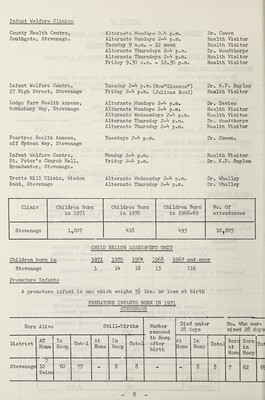 Infant Welfare Clinics
County Health Centre, Alternate Mondays 2-4 p.m. Dr. Cowen
Southgate, Stevenage. Alternate Mondays 2-4 p.m. Health Visitor
Tuesday 9 a.m. - 12 noon Health Visitor
Alternate Thursdays 2-4 p.m. Dr. Woodthorpe
Alternate Thursdays 2-4 p.m. Health Visitor
Friday 9.30 a.m. - 12.30 p.m. Health Visitor
Infant Welfare Centre, Tuesday 2-4 p.m. Dr. K.P. Bayles
27 High Street, Stevenage Friday 2-4 p.m. Health Visitor
Lodge Farm Health Annexe, Alternate Mondays 2-4 p.m. Dr. Davies
Mobbsbury Way, Stevenage. Alternate Mondays 2-4 p.m. Health Visitor
Alternate Wednesdays 2-4 p.m. Health Visitor
Alternate Thursdays 2-4 p.m. Dr. Woodthorpe
Alternate Thursdays 2-4 p.m. Health Visitor
Peartree Health Annexe, Tuesdays 2-4 p.m. Dr. Cowen.
off Hydean Way, Stevenage
Infant Welfare Centre, Monday 2-4 p.m. Health Visitor
St. Peter's Church Hall, Friday 2-4 p.m. Dr. K.P. Bayles
Broadwater, Stevenage.
Trotts Hill Clinic, Wisden Alternate Wednesday 2-4 p.m. Dr. Whalley
Road, Stevenage Alternate Thursday 2-4 p.m. Dr. Whalley
Clinic Children Born in 1971 Children Born in 1970 Children Born in 1966-69 No. Of attendances
Stevenage 1,207 418 493 10,205
CHILD HEALTH ASSESSMENT UNIT
Children born in 1971 1970 1969 1968 1967 and over
Stevenage 1 14 18 13 116
Premature Infants
A premature infant is one which weighs 5½ lbs. or less at birth
PREMATURE INFANTS BORN IN 1971
STEVENAGE
Born Alive Still-births Number removed to Hosp after birth Died under 28 days No. Who survived 28 days
District AT Home In Hosp Total At Home In Hosp Total At Home In Hosp Total Born at Home Born In Hosp
Stevenage 7 60 77 - 8 8 - - 8 8 7 62
10 Twins
- 8 -